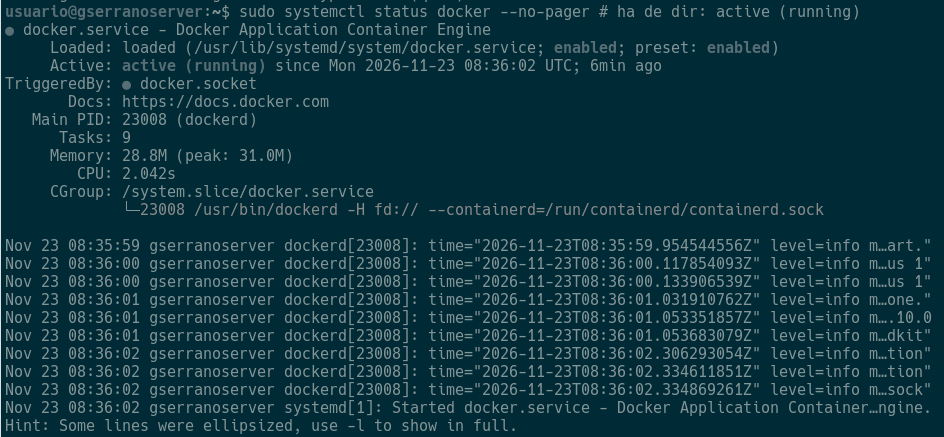 usuario@gserranoserver:~$ sudo systemctl status docker --no-pager # ha de dir: active (running)
● docker.service - Docker Application Container Engine
Loaded: loaded (/usr/lib/systemd/system/docker.service; enabled; preset: enabled)
Active: active (running) since Mon 2026-11-23 08:36:02 UTC; 6min ago
TriggeredBy: ● docker.socket
Docs: https://docs.docker.com
Main PID: 23008 (dockerd)
Tasks: 9
Memory: 28.8M (peak: 31.0M)
CPU: 2.042s
CGroup: /system.slice/docker.service
└─23008 /usr/bin/dockerd -H fd:// --containerd=/run/containerd/containerd.sock
Nov 23 08:35:59 gserranoserver dockerd[23008]: time="2026-11-23T08:35:59.954544556Z" level=info m…art."
Nov 23 08:36:00 gserranoserver dockerd[23008]: time="2026-11-23T08:36:00.117854093Z" level=info m…us 1"
Nov 23 08:36:00 gserranoserver dockerd[23008]: time="2026-11-23T08:36:00.133906539Z" level=info m…us 1"
Nov 23 08:36:01 gserranoserver dockerd[23008]: time="2026-11-23T08:36:01.031910762Z" level=info m…one."
Nov 23 08:36:01 gserranoserver dockerd[23008]: time="2026-11-23T08:36:01.053351857Z" level=info m….10.0
Nov 23 08:36:01 gserranoserver dockerd[23008]: time="2026-11-23T08:36:01.053683079Z" level=info m…dkit"
Nov 23 08:36:02 gserranoserver dockerd[23008]: time="2026-11-23T08:36:02.306293054Z" level=info m…tion"
Nov 23 08:36:02 gserranoserver dockerd[23008]: time="2026-11-23T08:36:02.334611851Z" level=info m…tion"
Nov 23 08:36:02 gserranoserver dockerd[23008]: time="2026-11-23T08:36:02.334869261Z" level=info m…sock"
Nov 23 08:36:02 gserranoserver systemd[1]: Started docker.service - Docker Application Container…ngine.
Hint: Some lines were ellipsized, use -l to show in full.